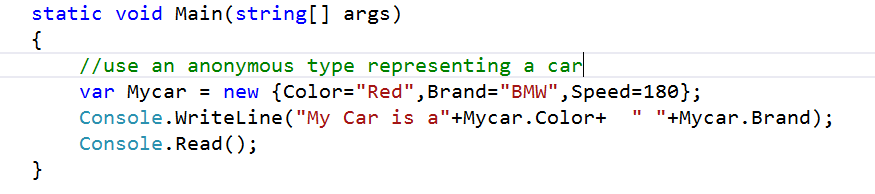 static void Main(string[] args)
{
//use an anonymous type representing a car
var Mycar = new {Color="Red",Brand="BMW",Speed=180};
Console.WriteLine("My Car is a"+Mycar.Color+  " "+Mycar.Brand);
Console.Read();
}